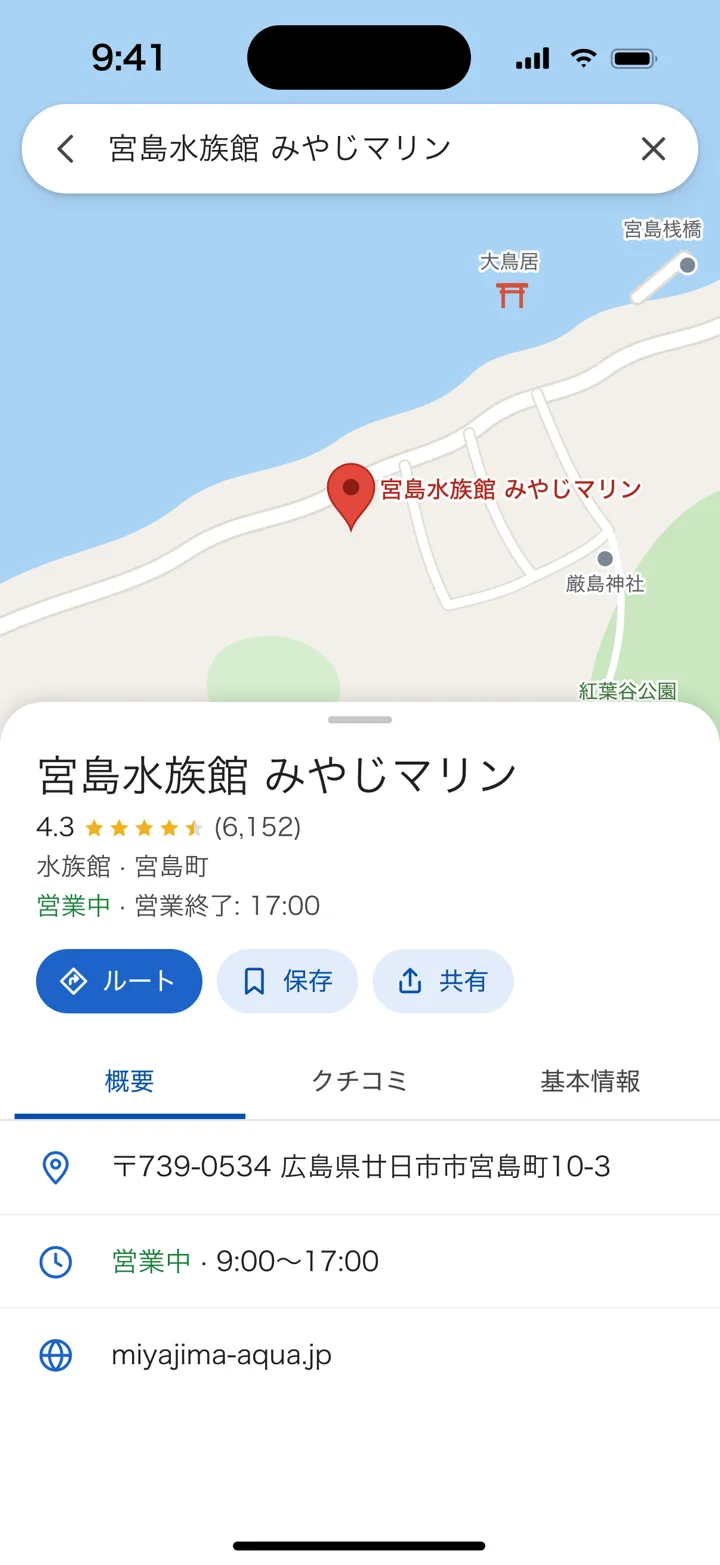 9:41
宮島水族館 みやじマリン
宮島桟橋
大鳥居
宮島水族館 みやじマリン
厳島神社
紅葉谷公園
宮島水族館 みやじマリン
4.3 (6,152)
水族館 · 宮島町
営業中 · 営業終了: 17:00
ルート 保存 共有
概要 クチコミ 基本情報
〒739-0534 広島県廿日市市宮島町10-3
営業中 · 9:00〜17:00
miyajima-aqua.jp